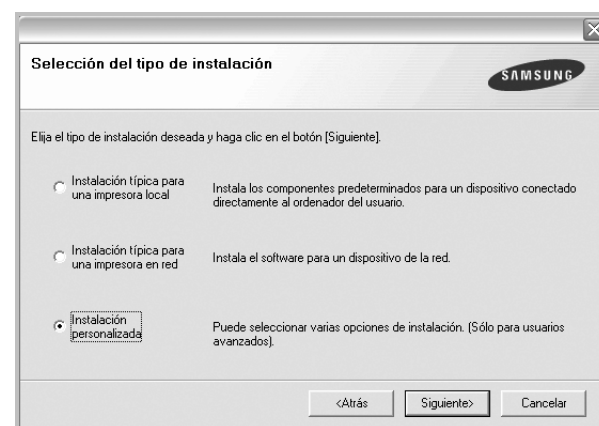 Selección del tipo de instalación
SAMSUNG
Elija el tipo de instalación deseada y haga clic en el botón [Siguiente].
Instalación típica para
una impresora local
Instala los componentes predeterminados para un dispositivo conectado
directamente al ordenador del usuario.
Instalación típica para
una impresora en red
Instala el software para un dispositivo de la red.
Instalación
personalizada
Puede seleccionar varias opciones de instalación. (Sólo para usuarios
avanzados).
<Atrás
Siguiente>
Cancelar